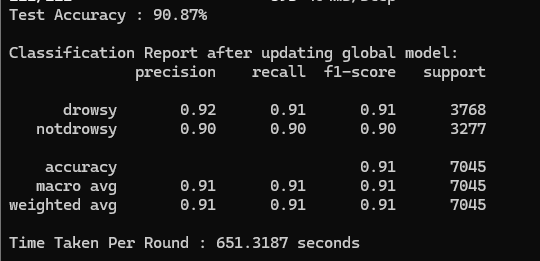 Test Accuracy : 90.87%
Classification Report after updating global model:
precision recall f1-score support
drowsy 0.92 0.91 0.91 3768
notdrowsy 0.90 0.90 0.90 3277
accuracy 0.91 7045
macro avg 0.91 0.91 0.91 7045
weighted avg 0.91 0.91 0.91 7045
Time Taken Per Round : 651.3187 seconds